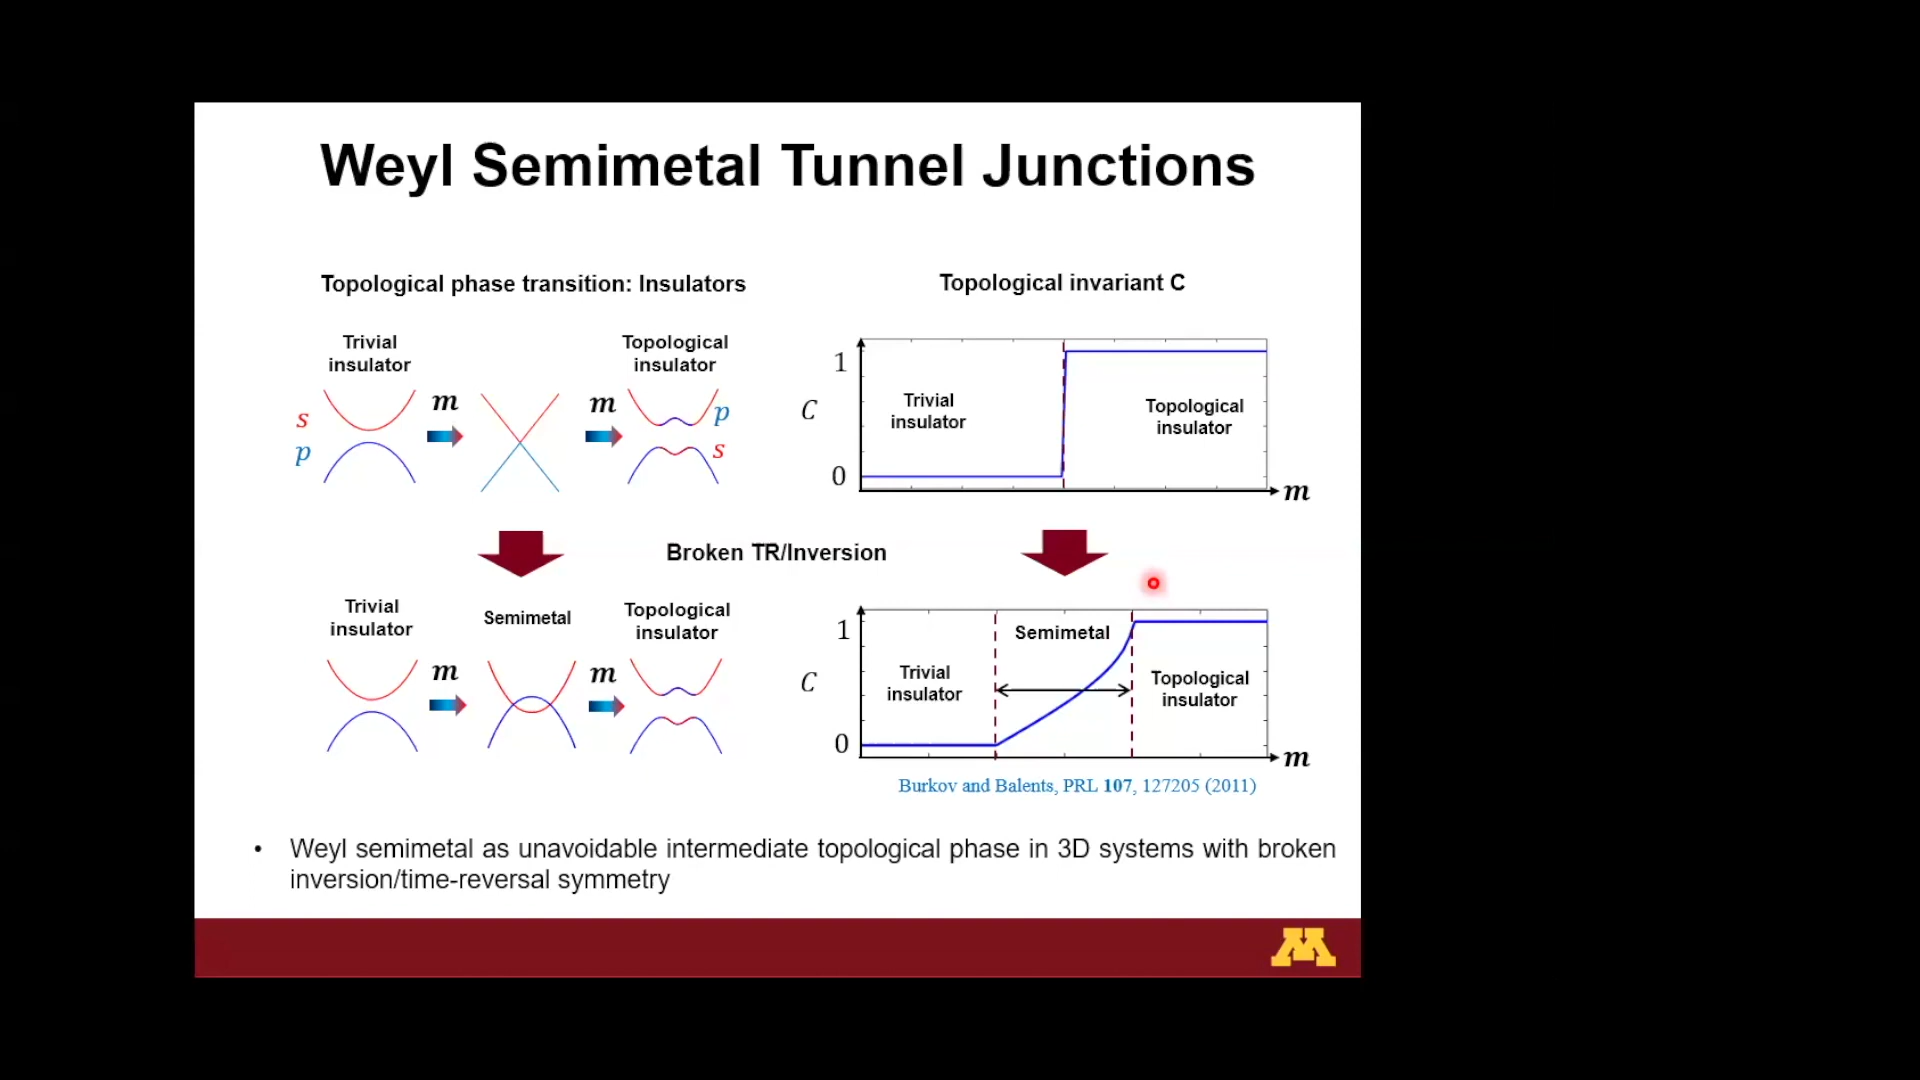 Weyl Semimetal Tunnel Junctions
Topological phase transition: Insulators
Trivial
insulator
Topological
insulator
s
p
m
m
p
s
Topological invariant C
1
C
0
Trivial
insulator
Topological
insulator
m
Broken TR/Inversion
Trivial
insulator
Semimetal
Topological
insulator
m
m
1
C
0
Semimetal
Trivial
insulator
Topological
insulator
m
Burkov and Balents, PRL 107, 127205 (2011)
• Weyl semimetal as unavoidable intermediate topological phase in 3D systems with broken
inversion/time-reversal symmetry
M